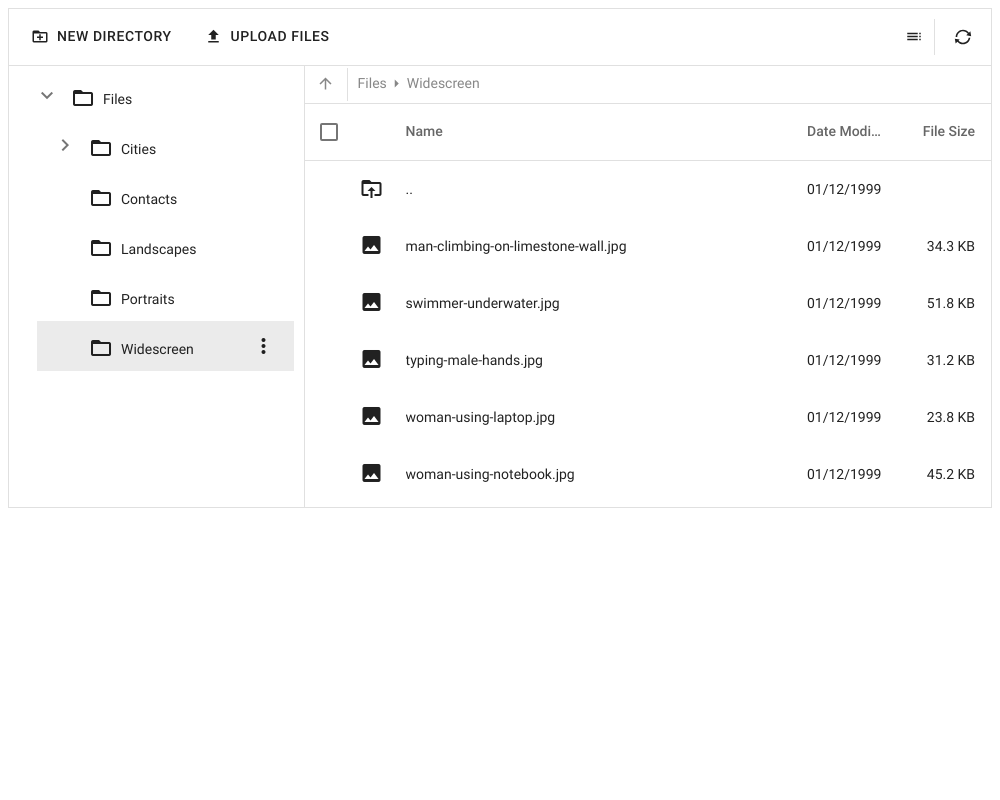 NEW DIRECTORY UPLOAD FILES
Files
Cities
Contacts
Landscapes
Portraits
Widescreen
Files Widescreen
Name Date Modi... File Size
.. 01/12/1999
man-climbing-on-limestone-wall.jpg 01/12/1999 34.3 KB
swimmer-underwater.jpg 01/12/1999 51.8 KB
typing-male-hands.jpg 01/12/1999 31.2 KB
woman-using-laptop.jpg 01/12/1999 23.8 KB
woman-using-notebook.jpg 01/12/1999 45.2 KB